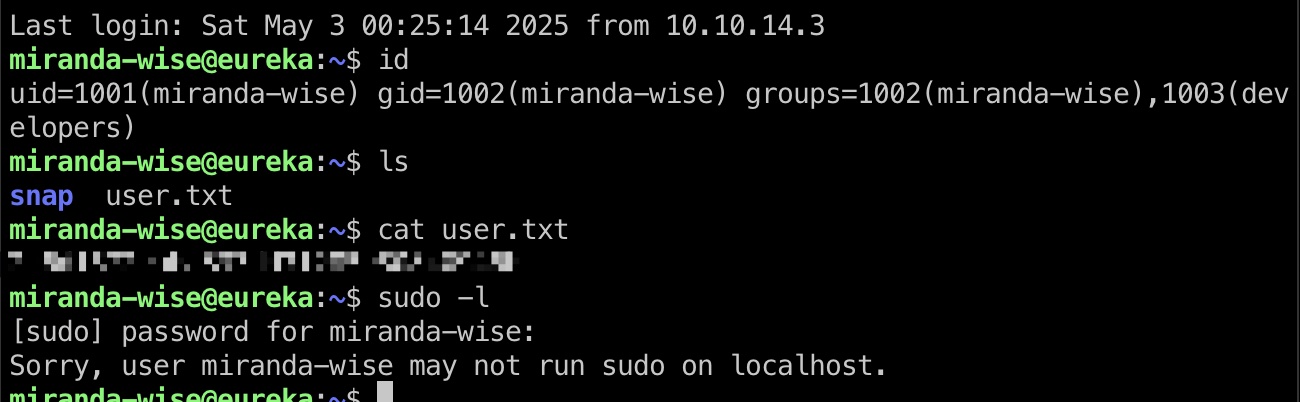 Last login: Sat May 3 00:25:14 2025 from 10.10.14.3
miranda-wise@eureka:~$ id
uid=1001(miranda-wise) gid=1002(miranda-wise) groups=1002(miranda-wise),1003(dev
elopers)
miranda-wise@eureka:~$ ls
snap  user.txt
miranda-wise@eureka:~$ cat user.txt
miranda-wise@eureka:~$ sudo -l
[sudo] password for miranda-wise:
Sorry, user miranda-wise may not run sudo on localhost.
miranda-wise@eureka:~$